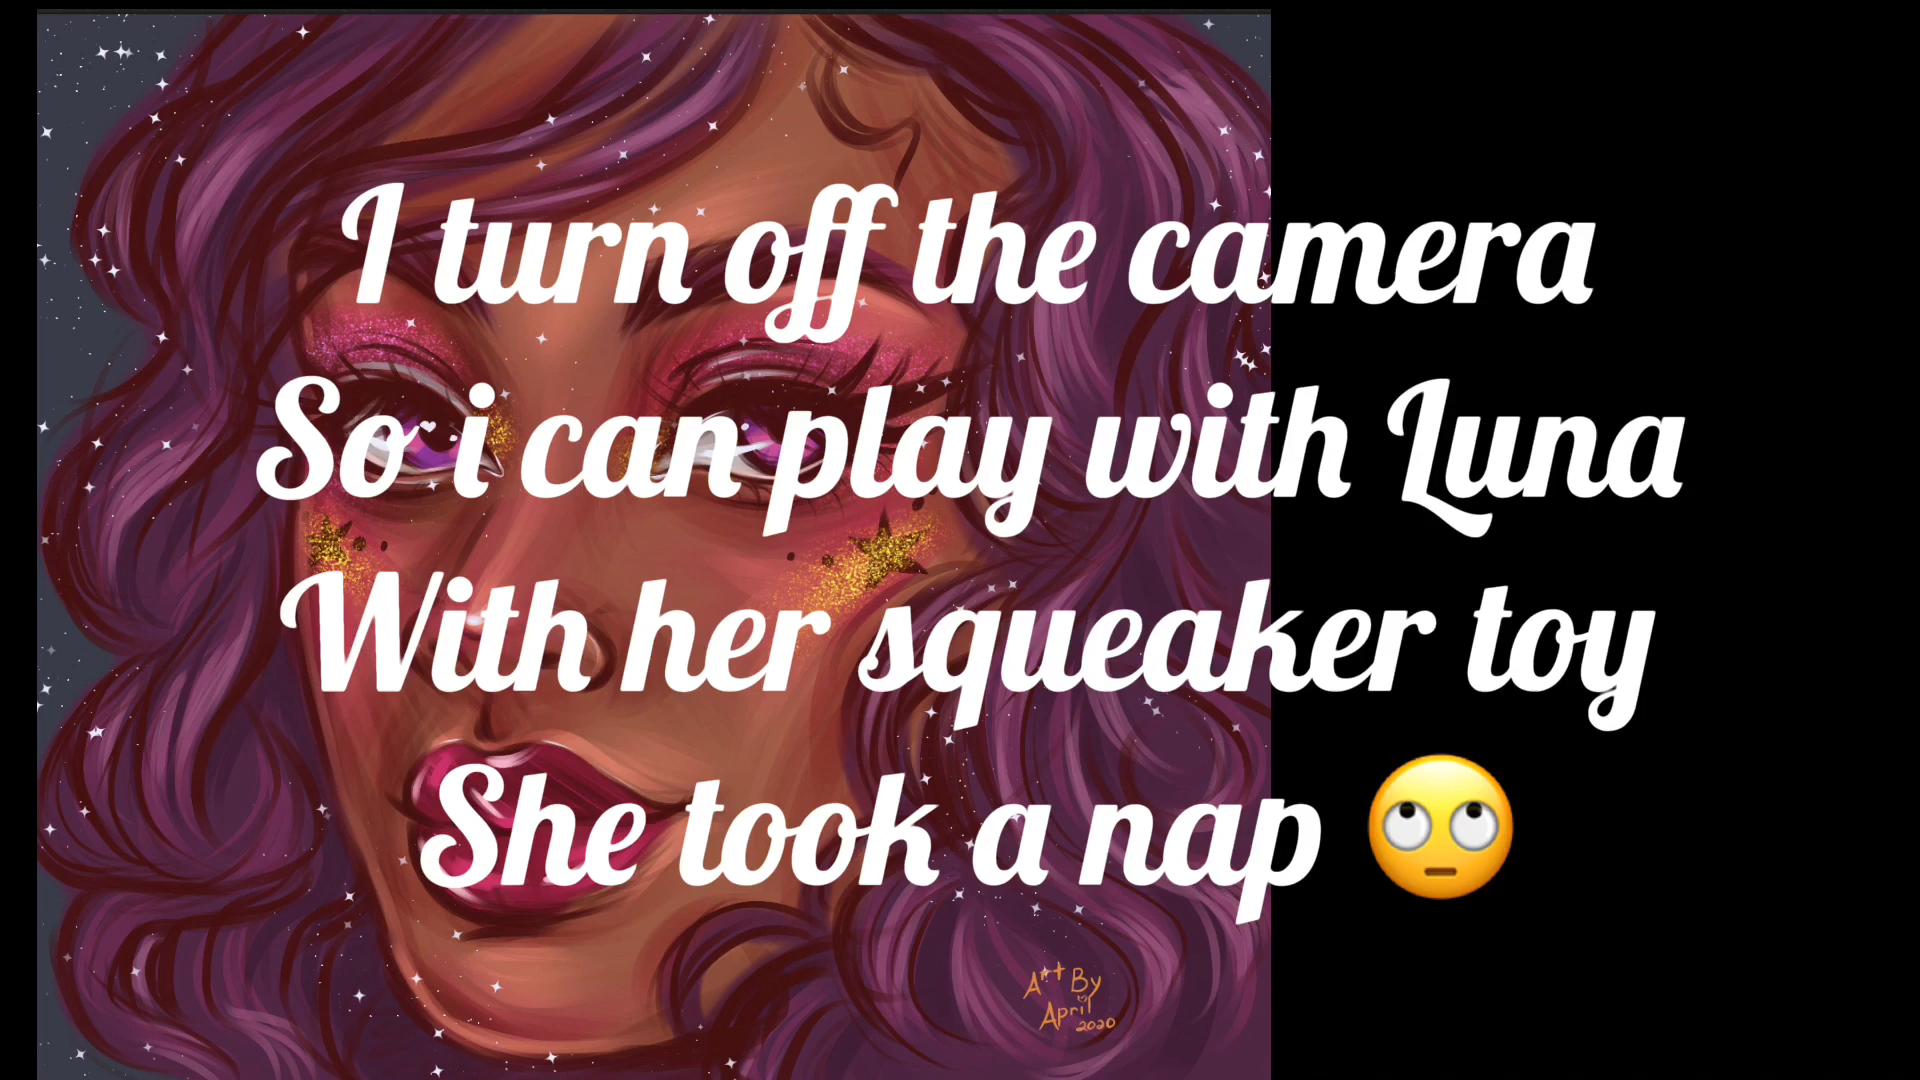 I turn off the camera
So i can play with Luna
With her squeaker toy
She took a nap 🙄
Art By
April
2020